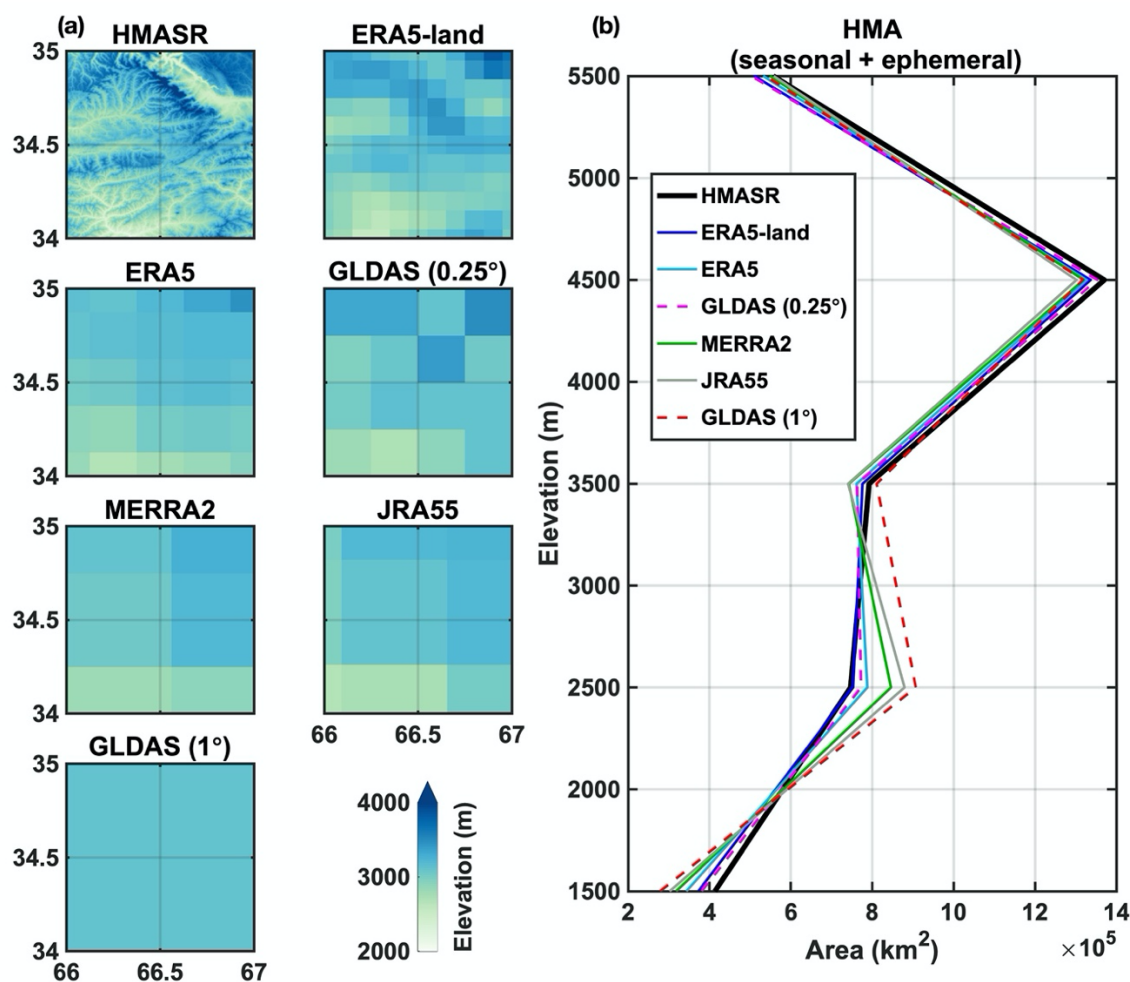 (a)
HMASR
35
34.5
34
ERA5-land
ERA5
35
34.5
34
GLDAS (0.25°)
MERRA2
35
34.5
34
JRA55
66
66.5
67
GLDAS (1°)
35
34.5
34
66
66.5
67
4000
3000
2000
Elevation (m)
(b)
HMA
(seasonal + ephemeral)
5500
5000
4500
4000
3500
3000
2500
2000
1500
Elevation (m)
HMASR
ERA5-land
ERA5
GLDAS (0.25°)
MERRA2
JRA55
GLDAS (1°)
2 4 6 8 10 12 14
Area (km²)
×10⁵